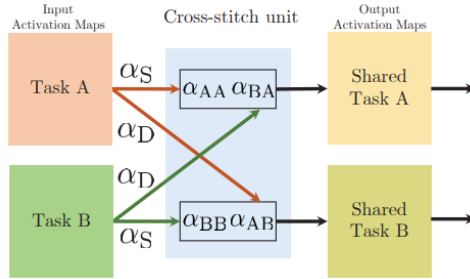 Input
Activation Maps
Cross-stitch unit
Output
Activation Maps
Task A
αS
αAA αBA
Shared
Task A
αD
αD
Task B
αS
αBB αAB
Shared
Task B